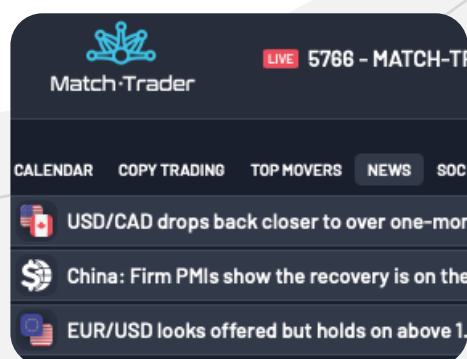 Match-Trader
LIVE 5766 - MATCH-TR
CALENDAR COPY TRADING TOP MOVERS NEWS SOC
USD/CAD drops back closer to over one-mon
China: Firm PMIs show the recovery is on the
EUR/USD looks offered but holds on above 1.